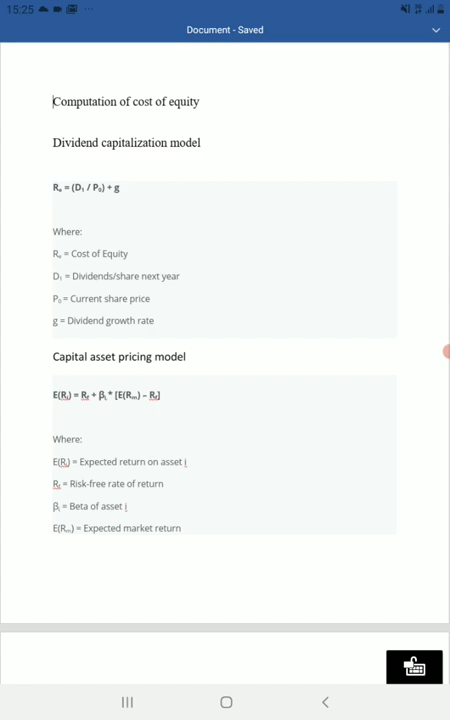 15:25
Document - Saved
Computation of cost of equity
Dividend capitalization model
Rₑ = (D₁ / P₀) + g
Where:
Rₑ = Cost of Equity
D₁ = Dividends/share next year
P₀ = Current share price
g = Dividend growth rate
Capital asset pricing model
E(Rᵢ) = R_f + βᵢ * [E(Rₘ) – R_f]
Where:
E(Rᵢ) = Expected return on asset i
R_f = Risk-free rate of return
βᵢ = Beta of asset i
E(Rₘ) = Expected market return